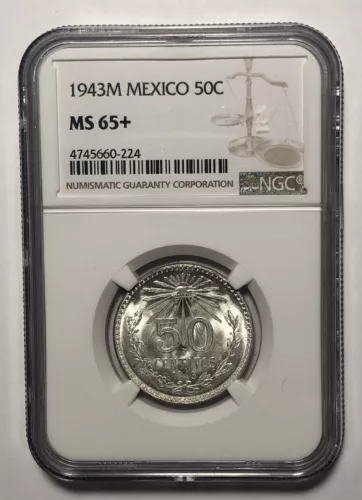 1943M MEXICO 50C
MS 65+
4745660-224
NUMISMATIC GUARANTY CORPORATION
NGC®
50
CENTAVOS